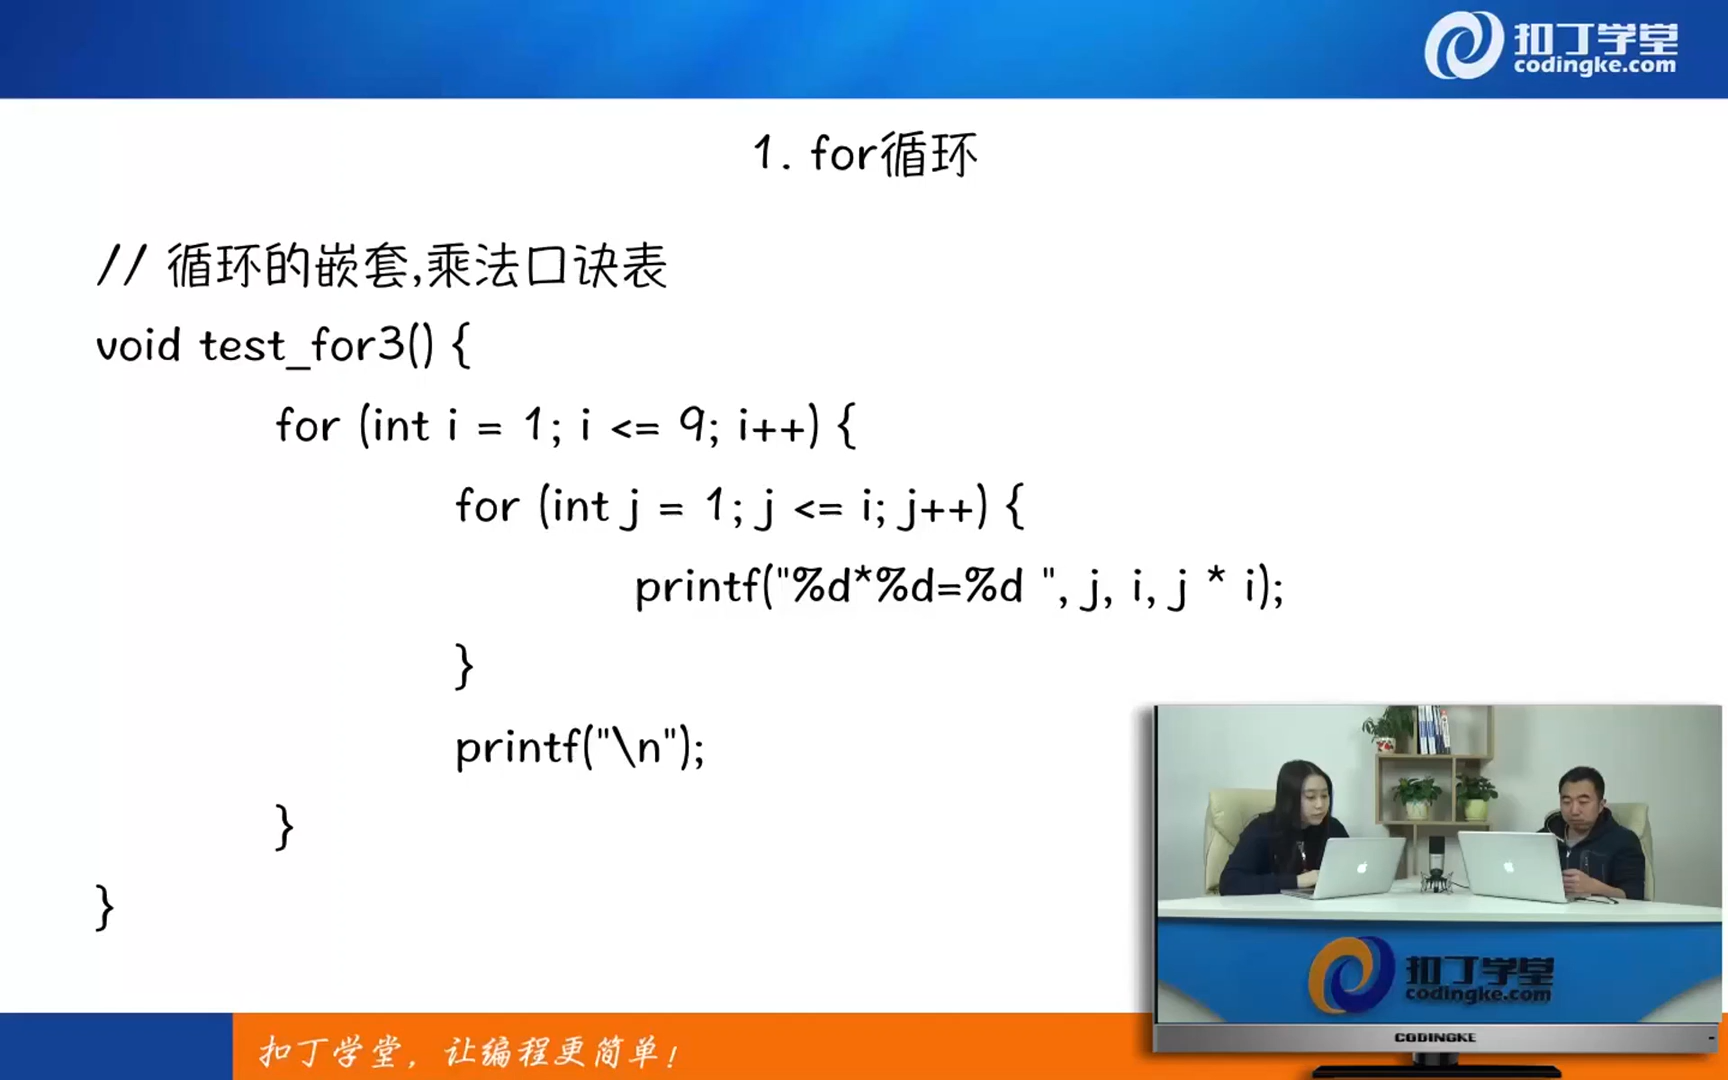 扣丁学堂
codingke.com
1. for循环
// 循环的嵌套,乘法口诀表
void test_for3() {
for (int i = 1; i <= 9; i++) {
for (int j = 1; j <= i; j++) {
printf("%d*%d=%d ", j, i, j * i);
}
printf("\n");
}
}
扣丁学堂
codingke.com
CODINGKE
扣丁学堂，让编程更简单！